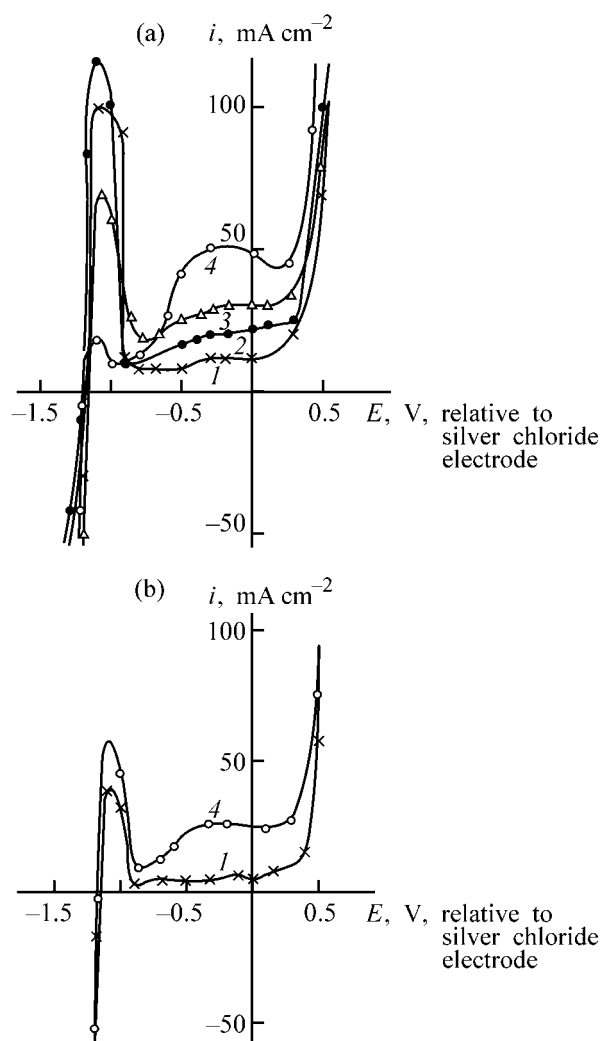 (a)
i, mA cm⁻²
100
50
4
3
2
1
−1.5
−0.5
0
0.5
E, V, relative to
silver chloride
electrode
−50
(b)
i, mA cm⁻²
100
50
4
1
−1.5
−0.5
0
0.5
E, V, relative to
silver chloride
electrode
−50